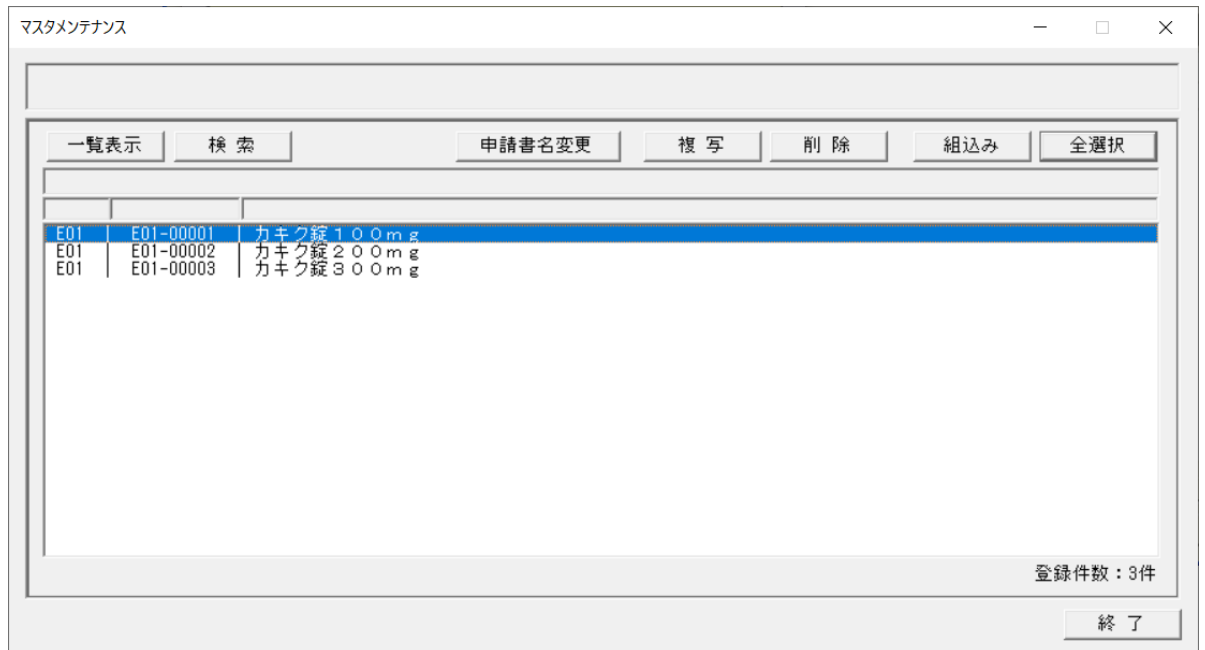 マスタメンテナンス
一覧表示 検 索 申請書名変更 複 写 削 除 組込み 全選択
E01 | E01-00001 | カキク錠１００ｍｇ
E01 | E01-00002 | カキク錠２００ｍｇ
E01 | E01-00003 | カキク錠３００ｍｇ
登録件数：3件
終 了